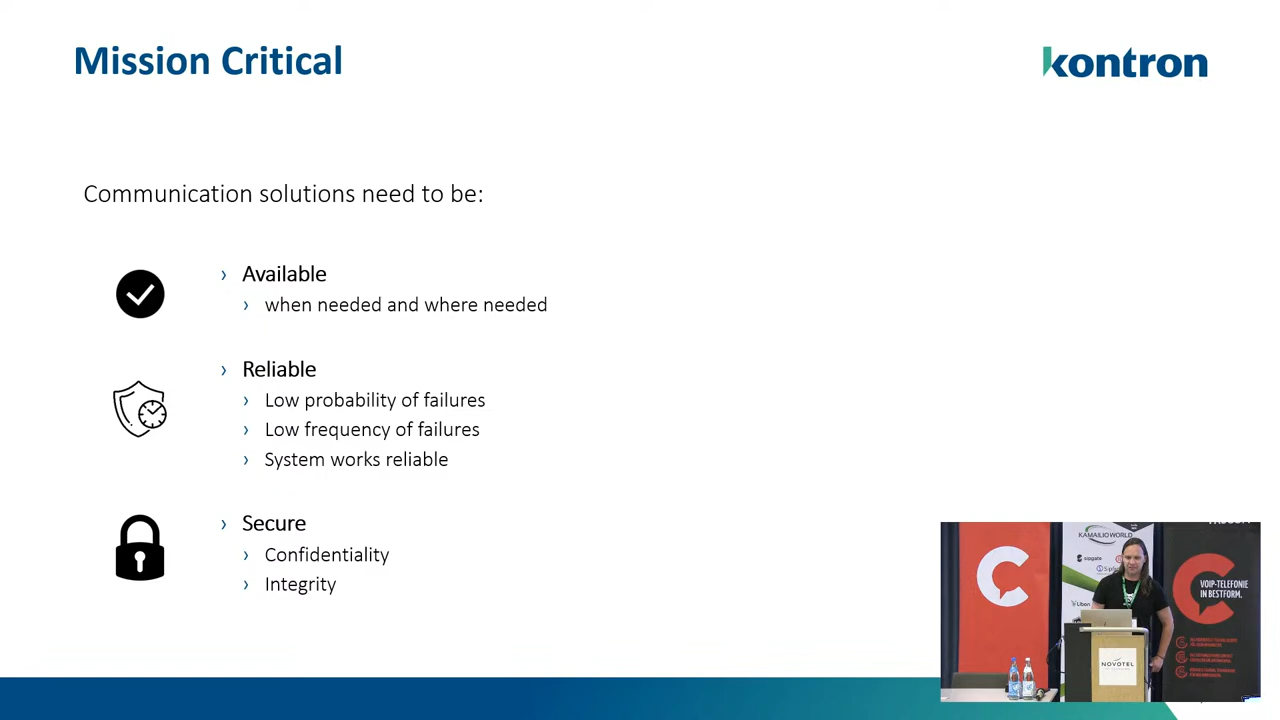 Mission Critical
kontron
Communication solutions need to be:
› Available
› when needed and where needed
› Reliable
› Low probability of failures
› Low frequency of failures
› System works reliable
› Secure
› Confidentiality
› Integrity
KAMAILIO WORLD
sipgate
VOIP-TELEFONIE
IN BESTFORM.
NOVOTEL